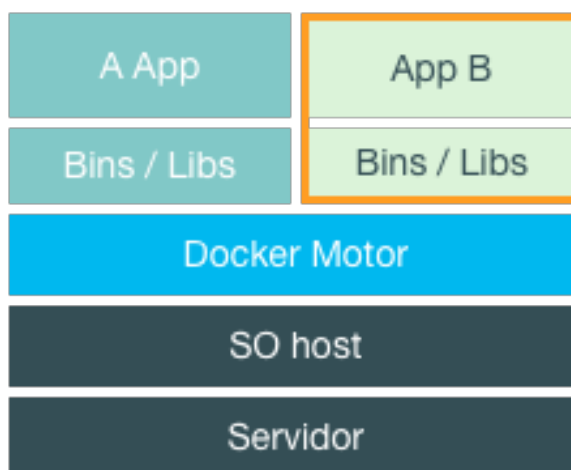 A App
App B
Bins / Libs
Bins / Libs
Docker Motor
SO host
Servidor